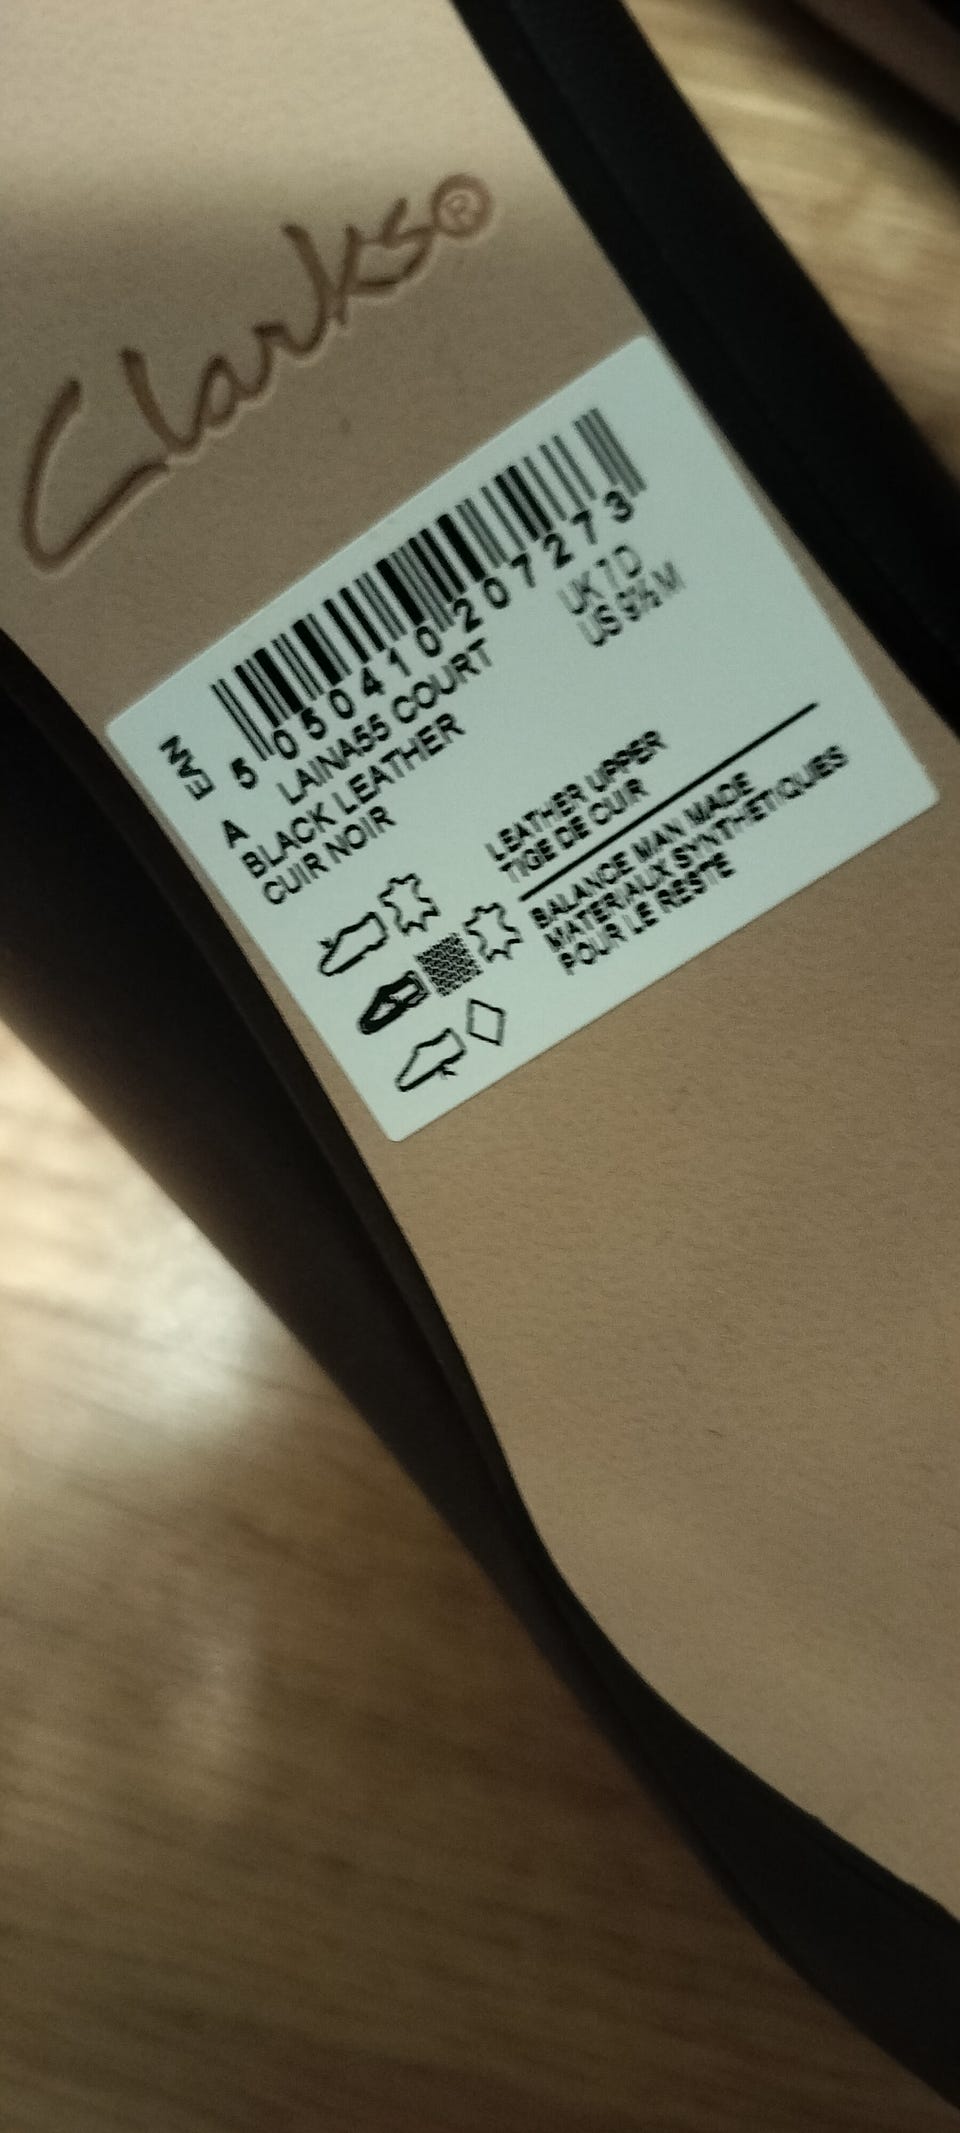 Clarks®
EAN
5 050410 207273
A LAINA55 COURT
BLACK LEATHER
CUIR NOIR
UK 7 D
US 9½ M
LEATHER UPPER
TIGE DE CUIR
BALANCE MAN MADE
MATERIAUX SYNTHETIQUES
POUR LE RESTE